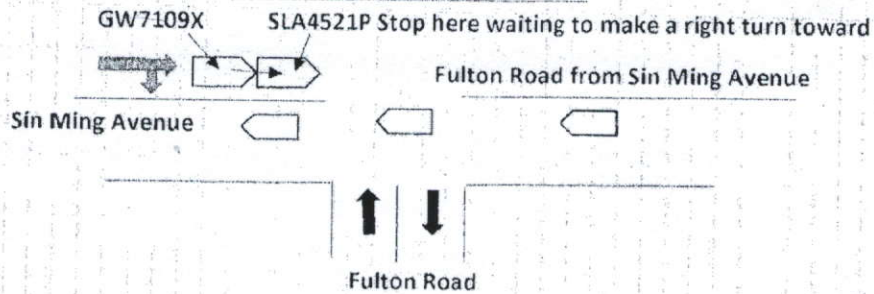 GW7109X SLA4521P Stop here waiting to make a right turn toward
Fulton Road from Sin Ming Avenue
Sin Ming Avenue
Fulton Road